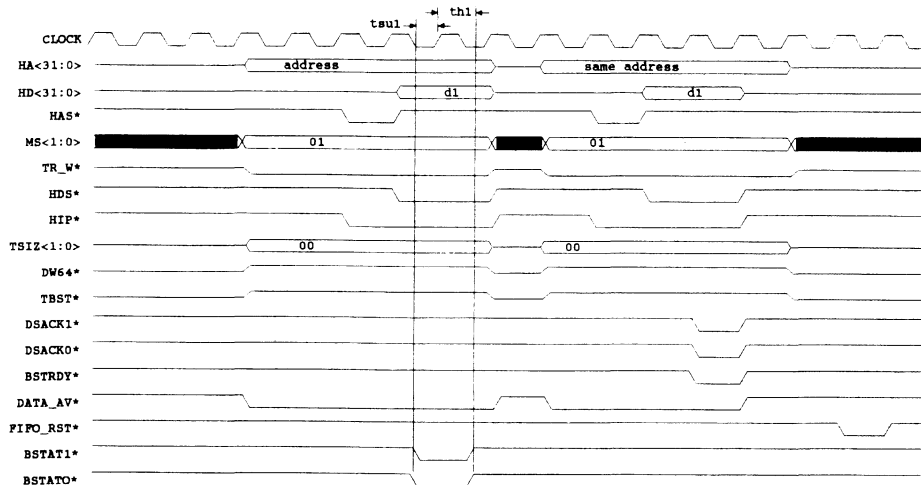 tsu1 th1
CLOCK
HA<31:0> address same address
HD<31:0> d1 d1
HAS*
MS<1:0> 01 01
TR_W*
HDS*
HIP*
TSIZ<1:0> 00 00
DW64*
TBST*
DSACK1*
DSACK0*
BSTRDY*
DATA_AV*
FIFO_RST*
BSTAT1*
BSTATO*